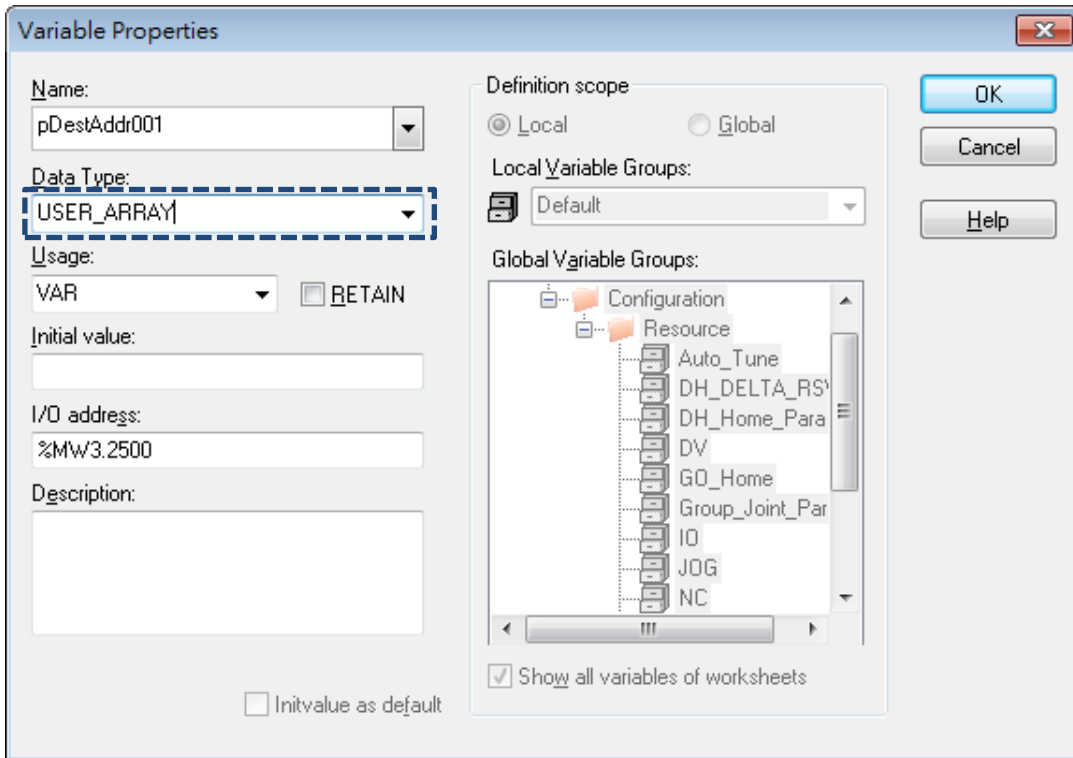 Variable Properties
Name:
pDestAddr001
Data Type:
USER_ARRAY
Usage:
VAR
RETAIN
Initial value:
I/O address:
%MW3.2500
Description:
Initvalue as default
Definition scope
Local
Global
Local Variable Groups:
Default
Global Variable Groups:
Configuration
Resource
Auto_Tune
DH_DELTA_RS
DH_Home_Para
DV
GO_Home
Group_Joint_Par
IO
JOG
NC
Show all variables of worksheets
OK
Cancel
Help